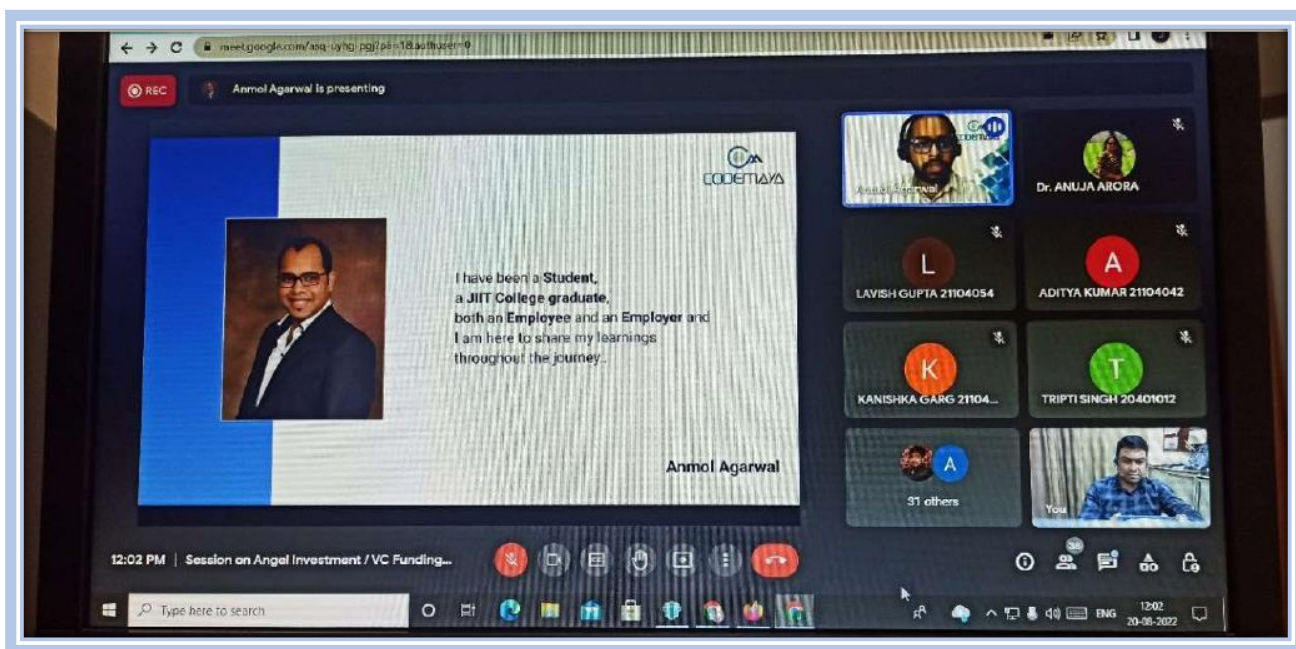 meet.google.com/asq-uyhg-pgj?pli=1&authuser=0
REC
Anmol Agarwal is presenting
CODEMAYA
I have been a Student,
a JIIT College graduate,
both an Employee and an Employer and
I am here to share my learnings
throughout the journey..
Anmol Agarwal
Anmol Agarwal
Dr. ANUJA ARORA
L
LAVISH GUPTA 21104054
A
ADITYA KUMAR 21104042
K
KANISHKA GARG 21104...
T
TRIPTI SINGH 20401012
A
31 others
You
12:02 PM | Session on Angel Investment / VC Funding...
38
Type here to search
ENG
12:02
20-08-2022